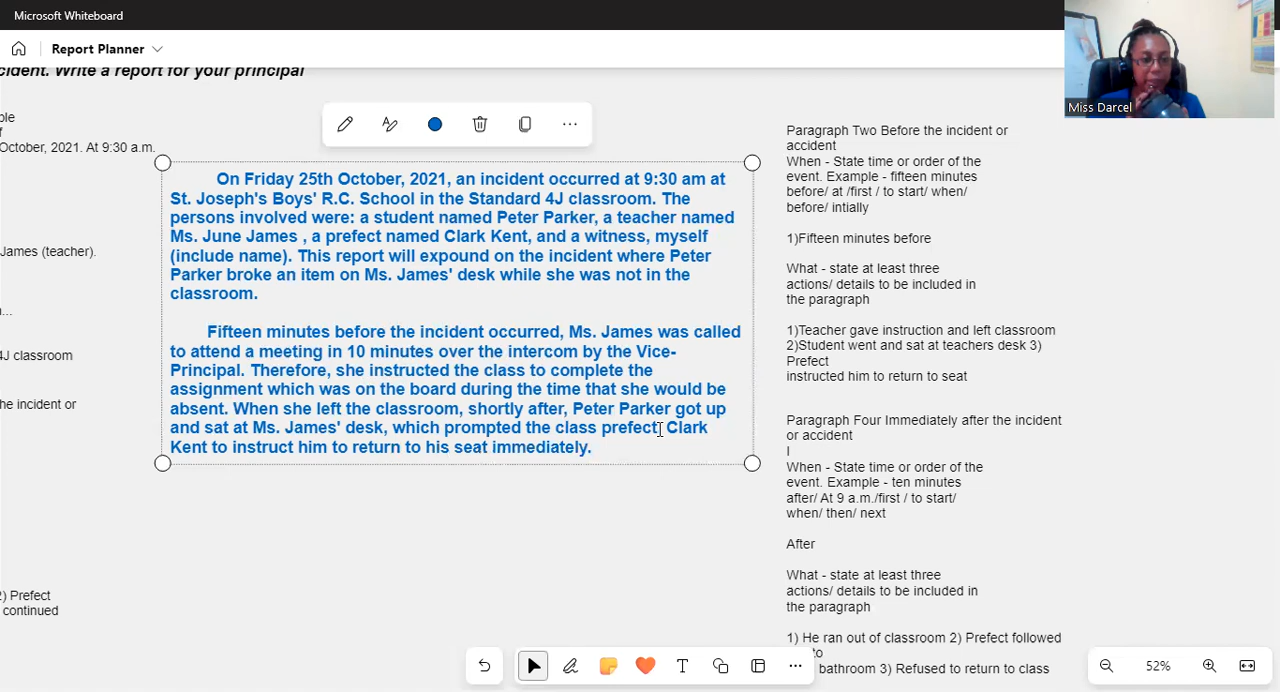 Microsoft Whiteboard
Report Planner
cident. Write a report for your principal
Miss Darcel
ple
f
October, 2021. At 9:30 a.m.
James (teacher).
...
4J classroom
he incident or
2) Prefect
continued
On Friday 25th October, 2021, an incident occurred at 9:30 am at
St. Joseph's Boys' R.C. School in the Standard 4J classroom. The
persons involved were: a student named Peter Parker, a teacher named
Ms. June James , a prefect named Clark Kent, and a witness, myself
(include name). This report will expound on the incident where Peter
Parker broke an item on Ms. James' desk while she was not in the
classroom.
Fifteen minutes before the incident occurred, Ms. James was called
to attend a meeting in 10 minutes over the intercom by the Vice-
Principal. Therefore, she instructed the class to complete the
assignment which was on the board during the time that she would be
absent. When she left the classroom, shortly after, Peter Parker got up
and sat at Ms. James' desk, which prompted the class prefect, Clark
Kent to instruct him to return to his seat immediately.
Paragraph Two Before the incident or
accident
When - State time or order of the
event. Example - fifteen minutes
before/ at /first / to start/ when/
before/ intially
1)Fifteen minutes before
What - state at least three
actions/ details to be included in
the paragraph
1)Teacher gave instruction and left classroom
2)Student went and sat at teachers desk 3)
Prefect
instructed him to return to seat
Paragraph Four Immediately after the incident
or accident
I
When - State time or order of the
event. Example - ten minutes
after/ At 9 a.m./first / to start/
when/ then/ next
After
What - state at least three
actions/ details to be included in
the paragraph
1) He ran out of classroom 2) Prefect followed
to
bathroom 3) Refused to return to class
52%